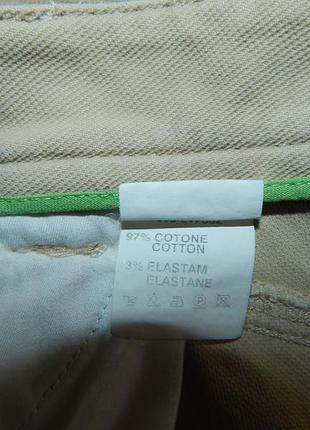 97% COTONE
COTTON
3% ELASTAM
ELASTANE